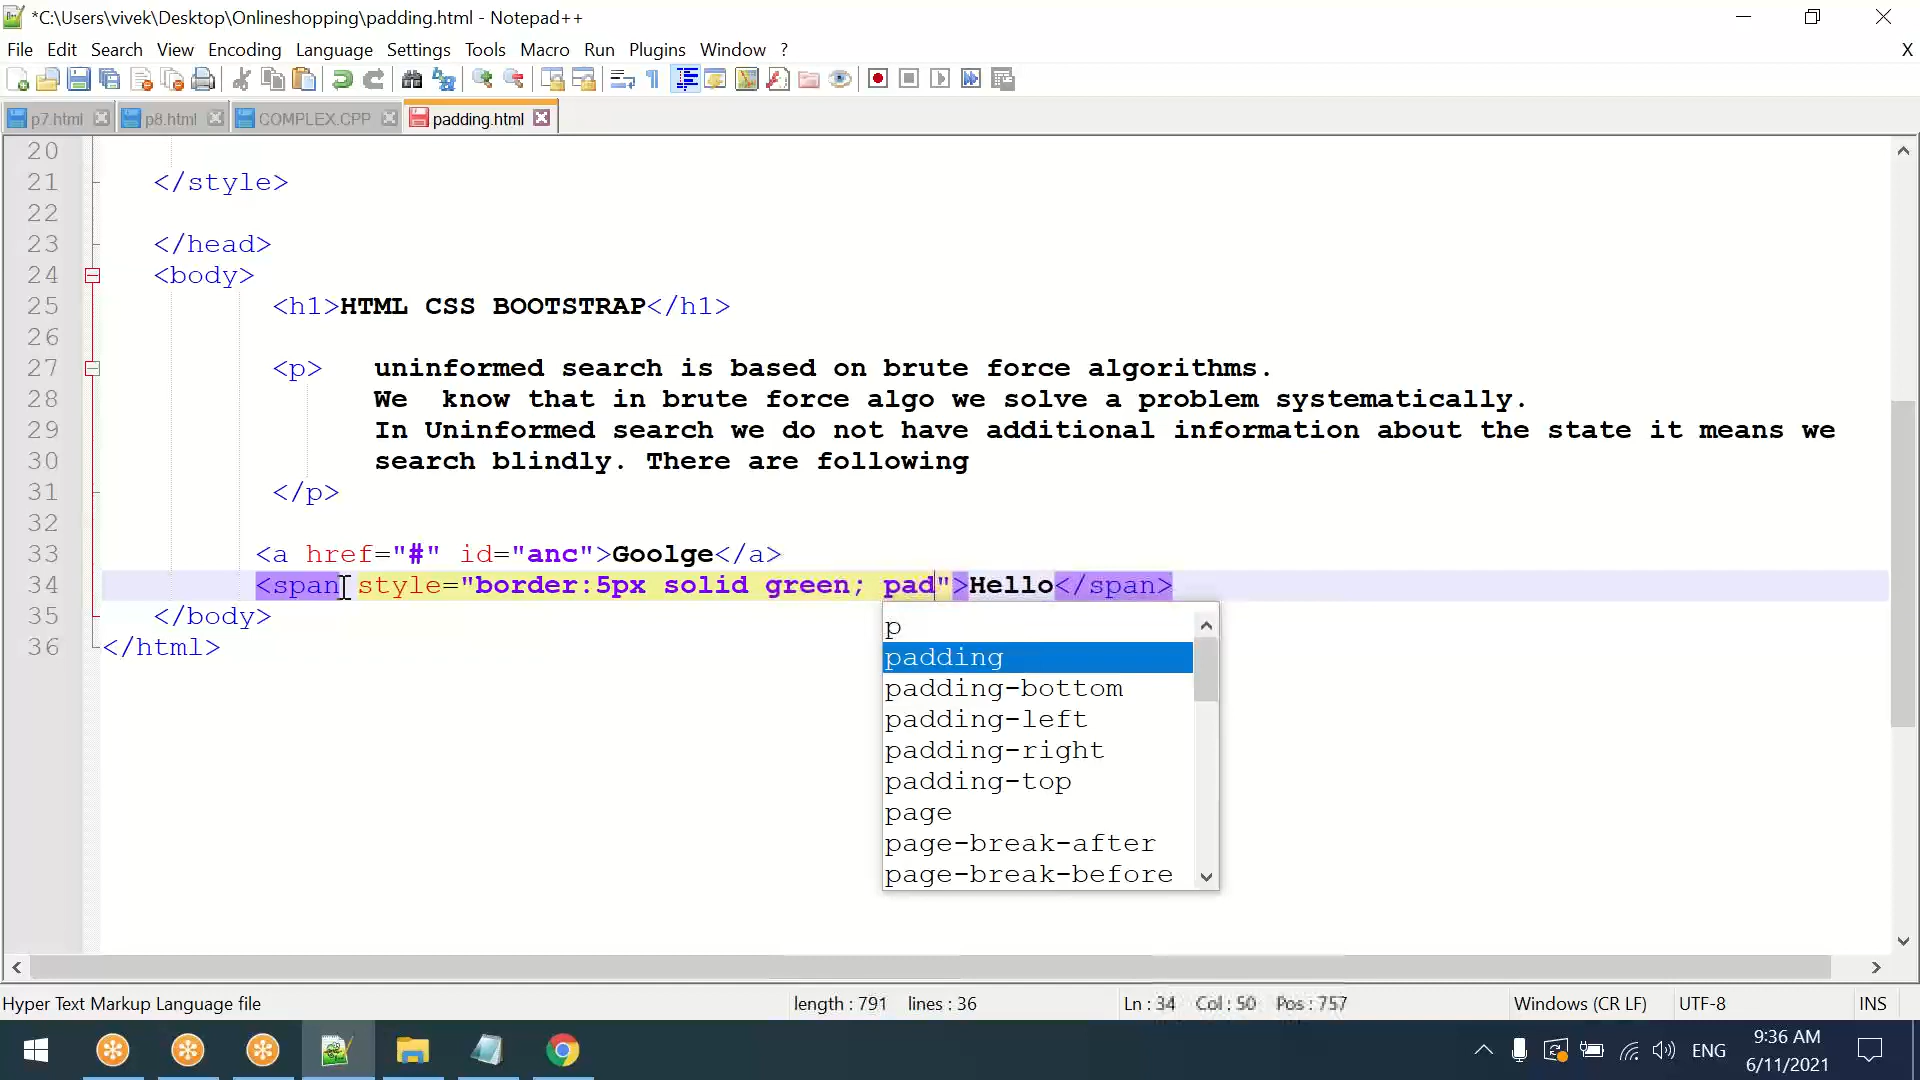 *C:\Users\vivek\Desktop\Onlineshopping\padding.html - Notepad++
File Edit Search View Encoding Language Settings Tools Macro Run Plugins Window ? X
p7.html p8.html COMPLEX.CPP padding.html
20
21 </style>
22
23 </head>
24 <body>
25 <h1>HTML CSS BOOTSTRAP</h1>
26
27 <p> uninformed search is based on brute force algorithms.
28 We know that in brute force algo we solve a problem systematically.
29 In Uninformed search we do not have additional information about the state it means we
30 search blindly. There are following
31 </p>
32
33 <a href="#" id="anc">Goolge</a>
34 <span style="border:5px solid green; pad">Hello</span>
35 </body>
36 </html>
p
padding
padding-bottom
padding-left
padding-right
padding-top
page
page-break-after
page-break-before
Hyper Text Markup Language file length : 791 lines : 36 Ln : 34 Col : 50 Pos : 757 Windows (CR LF) UTF-8 INS
ENG 9:36 AM
6/11/2021